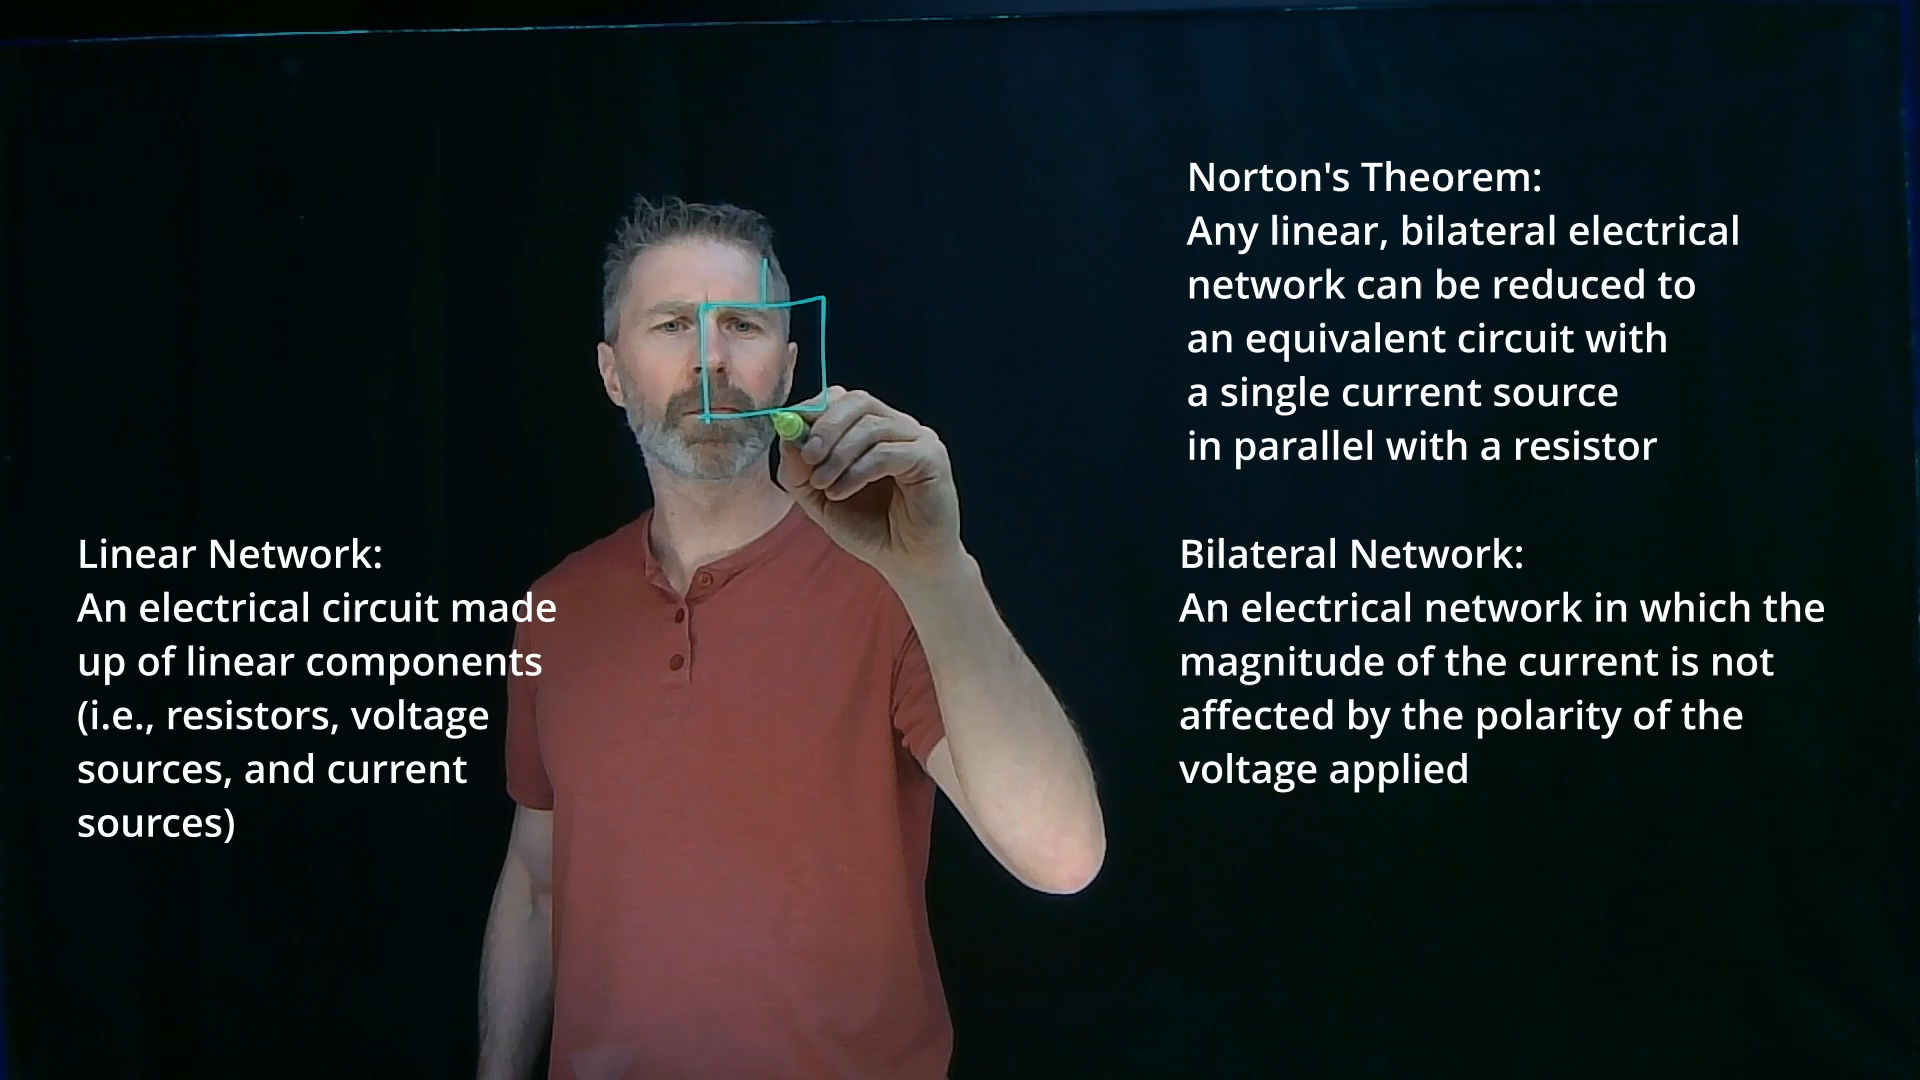 Norton's Theorem:
Any linear, bilateral electrical
network can be reduced to
an equivalent circuit with
a single current source
in parallel with a resistor
Linear Network:
An electrical circuit made
up of linear components
(i.e., resistors, voltage
sources, and current
sources)
Bilateral Network:
An electrical network in which the
magnitude of the current is not
affected by the polarity of the
voltage applied